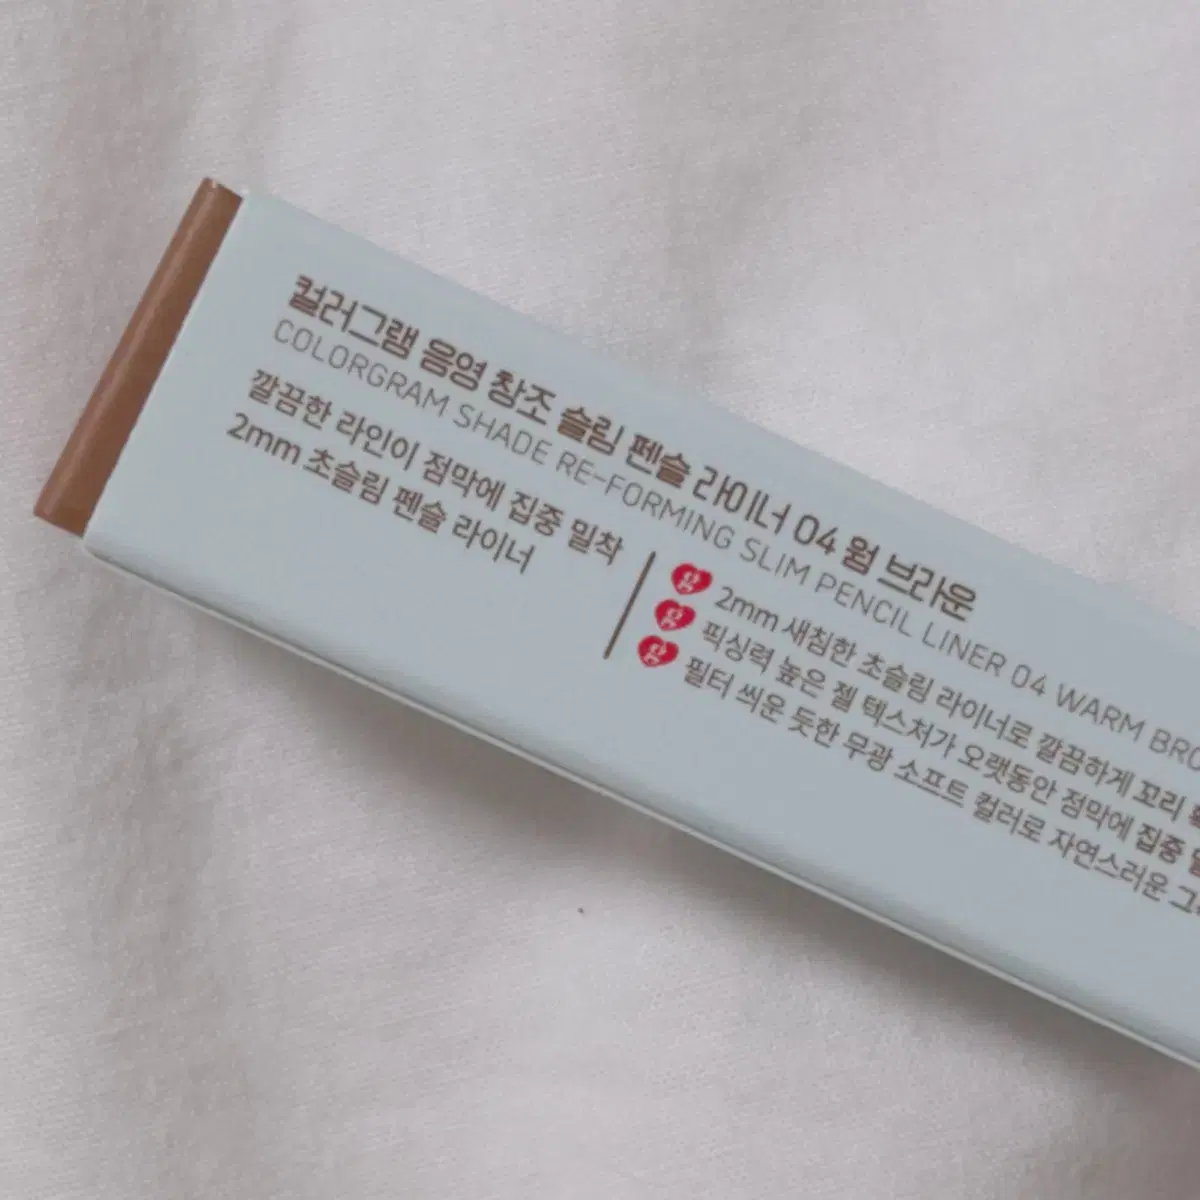 컬러그램 음영 창조 슬림 펜슬 라이너 04 웜 브라운
COLORGRAM SHADE RE-FORMING SLIM PENCIL LINER 04 WARM
깔끔한 라인이 점막에 집중 밀착
2mm 초슬림 펜슬 라이너
g 2mm 새침한 초슬림 라이너로 깔끔하게 꼬리
g 픽싱력 높은 젤 텍스처가 오랫동안 점막에 집중
g 필터 씌운 듯한 무광 소프트 컬러로 자연스러운